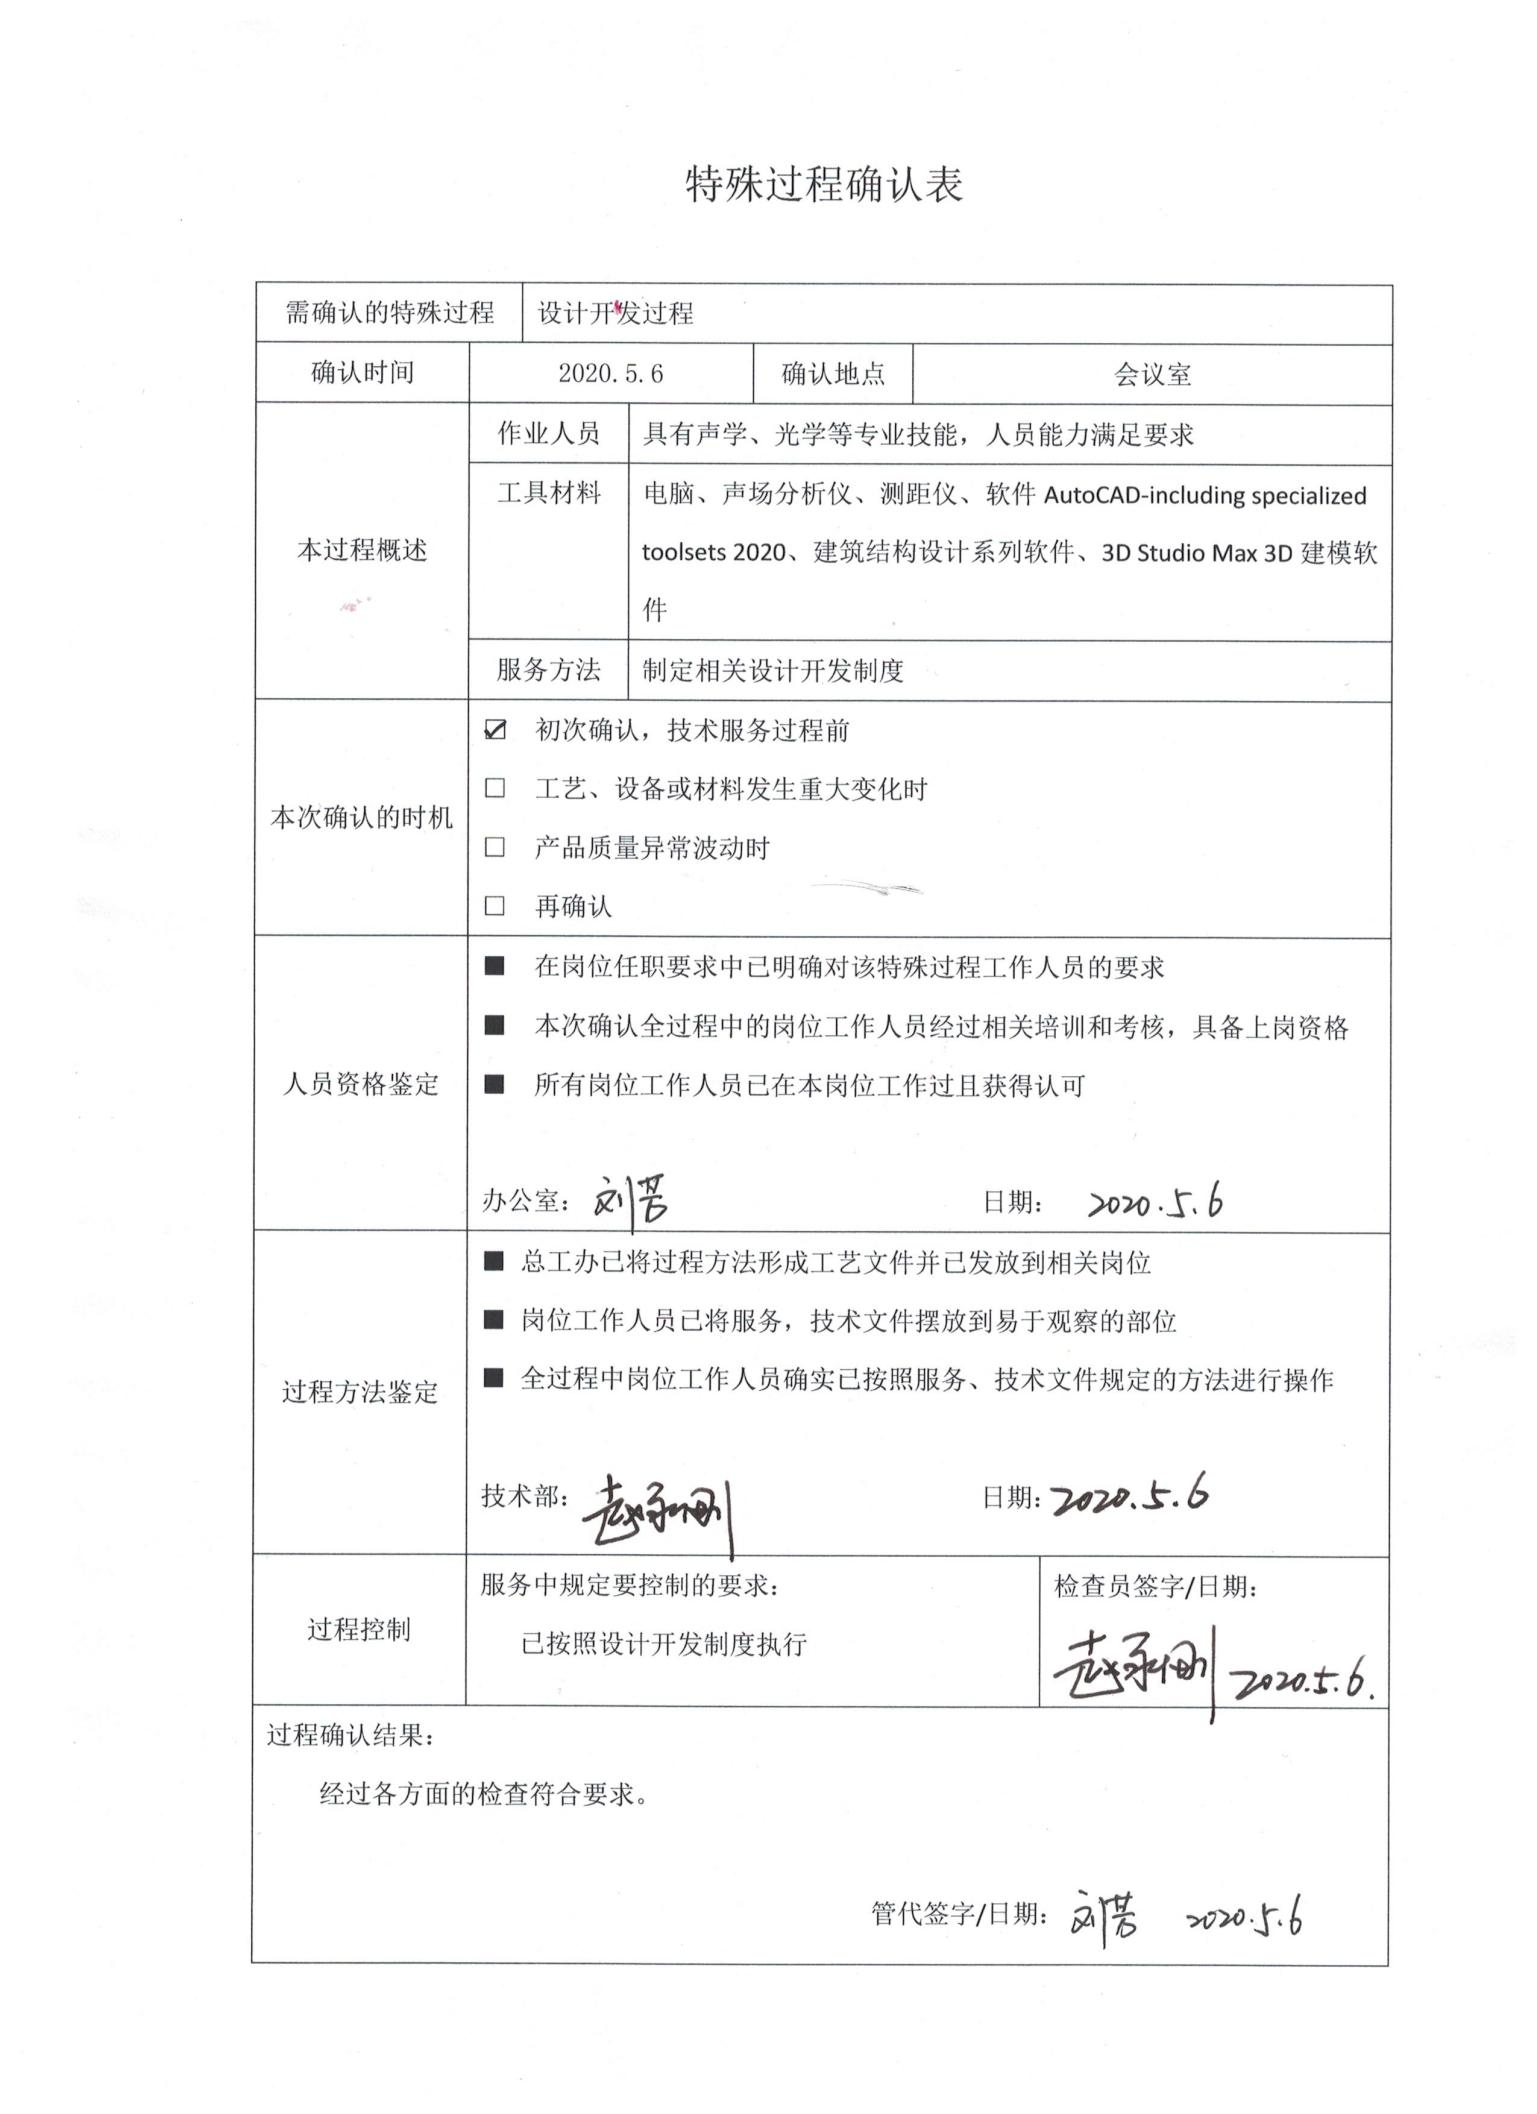 特殊过程确认表
需确认的特殊过程 设计开发过程
确认时间 2020.5.6 确认地点 会议室
本过程概述
作业人员 具有声学、光学等专业技能，人员能力满足要求
工具材料 电脑、声场分析仪、测距仪、软件 AutoCAD-including specialized
toolsets 2020、建筑结构设计系列软件、3D Studio Max 3D 建模软
件
服务方法 制定相关设计开发制度
本次确认的时机
☑ 初次确认，技术服务过程前
□ 工艺、设备或材料发生重大变化时
□ 产品质量异常波动时
□ 再确认
人员资格鉴定
■ 在岗位任职要求中已明确对该特殊过程工作人员的要求
■ 本次确认全过程中的岗位工作人员经过相关培训和考核，具备上岗资格
■ 所有岗位工作人员已在本岗位工作过且获得认可
办公室： 刘芳 日期： 2020.5.6
过程方法鉴定
■ 总工办已将过程方法形成工艺文件并已发放到相关岗位
■ 岗位工作人员已将服务，技术文件摆放到易于观察的部位
■ 全过程中岗位工作人员确实已按照服务、技术文件规定的方法进行操作
技术部： 日期：2020.5.6
过程控制
服务中规定要控制的要求：
已按照设计开发制度执行
检查员签字/日期：
2020.5.6.
过程确认结果：
经过各方面的检查符合要求。
管代签字/日期： 刘芳 2020.5.6